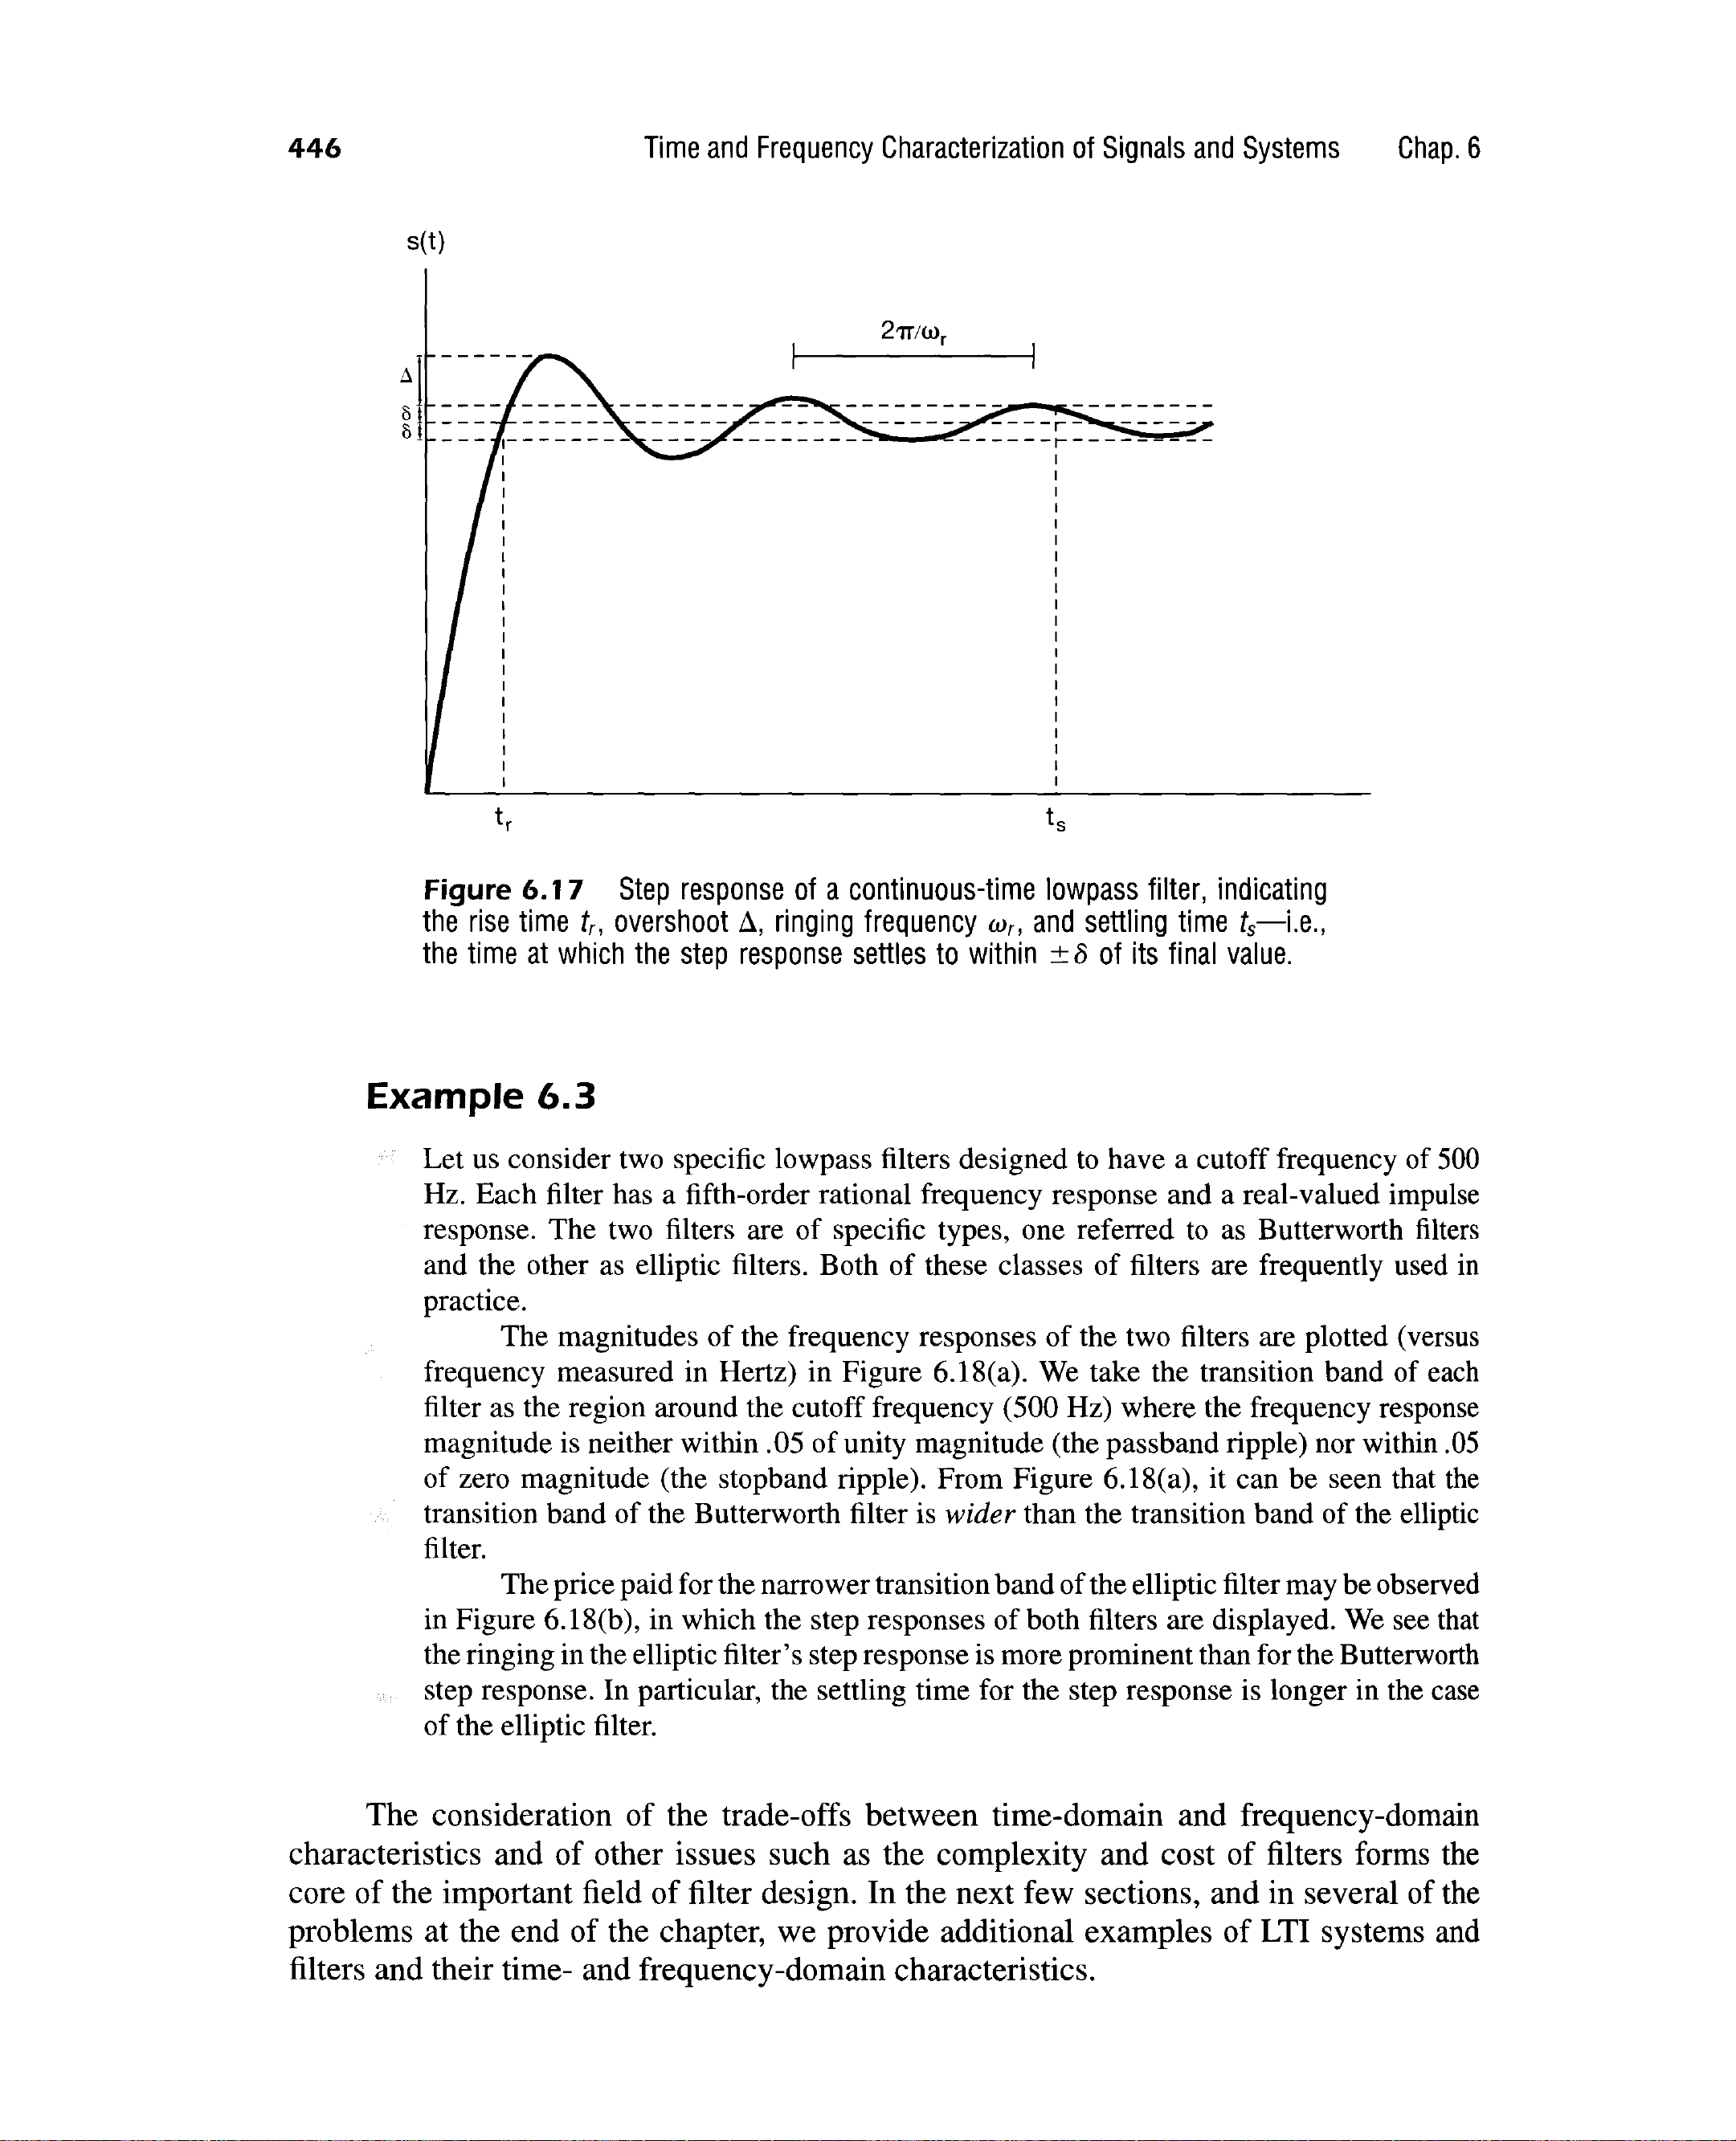 446
Time and Frequency Characterization of Signals and Systems Chap. 6
s(t)
2π/ωr
Δ
δ
δ
tr
ts
Figure 6.17 Step response of a continuous-time lowpass filter, indicating
the rise time tr, overshoot Δ, ringing frequency ωr, and settling time ts—i.e.,
the time at which the step response settles to within ±δ of its final value.
Example 6.3
Let us consider two specific lowpass filters designed to have a cutoff frequency of 500
Hz. Each filter has a fifth-order rational frequency response and a real-valued impulse
response. The two filters are of specific types, one referred to as Butterworth filters
and the other as elliptic filters. Both of these classes of filters are frequently used in
practice.
The magnitudes of the frequency responses of the two filters are plotted (versus
frequency measured in Hertz) in Figure 6.18(a). We take the transition band of each
filter as the region around the cutoff frequency (500 Hz) where the frequency response
magnitude is neither within .05 of unity magnitude (the passband ripple) nor within .05
of zero magnitude (the stopband ripple). From Figure 6.18(a), it can be seen that the
transition band of the Butterworth filter is wider than the transition band of the elliptic
filter.
The price paid for the narrower transition band of the elliptic filter may be observed
in Figure 6.18(b), in which the step responses of both filters are displayed. We see that
the ringing in the elliptic filter's step response is more prominent than for the Butterworth
step response. In particular, the settling time for the step response is longer in the case
of the elliptic filter.
The consideration of the trade-offs between time-domain and frequency-domain
characteristics and of other issues such as the complexity and cost of filters forms the
core of the important field of filter design. In the next few sections, and in several of the
problems at the end of the chapter, we provide additional examples of LTI systems and
filters and their time- and frequency-domain characteristics.